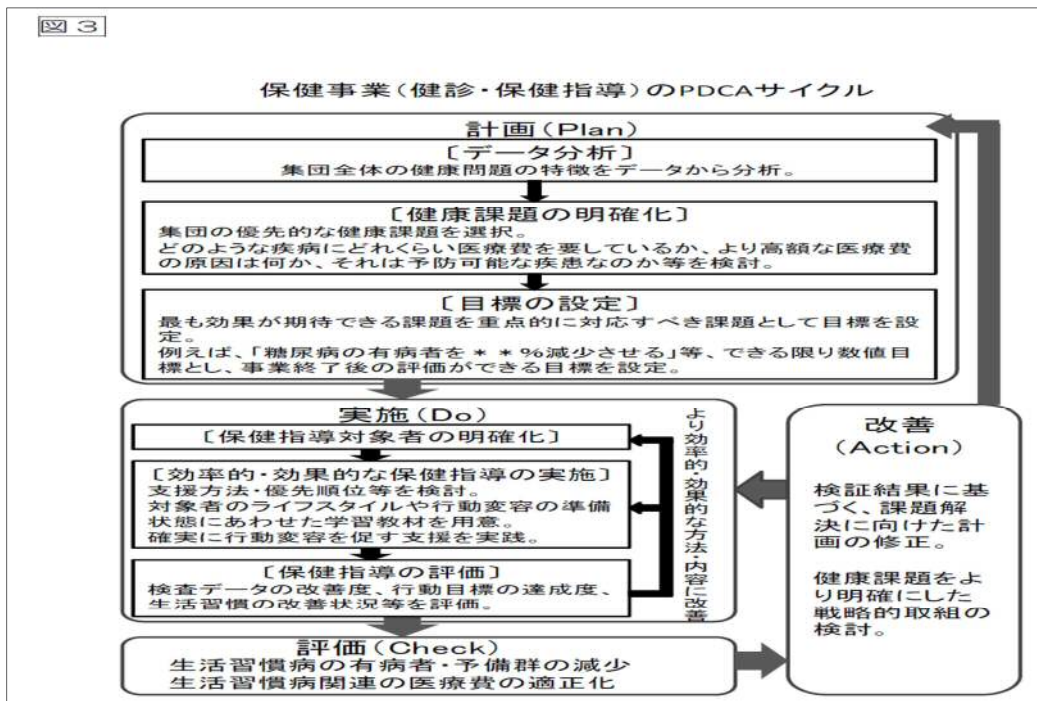 図3
保健事業(健診・保健指導)のPDCAサイクル
計画(Plan)
〔データ分析〕
集団全体の健康問題の特徴をデータから分析。
〔健康課題の明確化〕
集団の優先的な健康課題を選択。
どのような疾病にどれくらい医療費を要しているか、より高額な医療費
の原因は何か、それは予防可能な疾患なのか等を検討。
〔目標の設定〕
最も効果が期待できる課題を重点的に対応すべき課題として目標を設
定。
例えば、「糖尿病の有病者を**%減少させる」等、できる限り数値目
標とし、事業終了後の評価ができる目標を設定。
実施(Do)
〔保健指導対象者の明確化〕
〔効率的・効果的な保健指導の実施〕
支援方法・優先順位等を検討。
対象者のライフスタイルや行動変容の準備
状態にあわせた学習教材を用意。
確実に行動変容を促す支援を実践。
〔保健指導の評価〕
検査データの改善度、行動目標の達成度、
生活習慣の改善状況等を評価。
より効率的・効果的な方法・内容に改善
評価(Check)
生活習慣病の有病者・予備群の減少
生活習慣病関連の医療費の適正化
改善
(Action)
検証結果に基
づく、課題解
決に向けた計
画の修正。
健康課題をよ
り明確にした
戦略的取組の
検討。